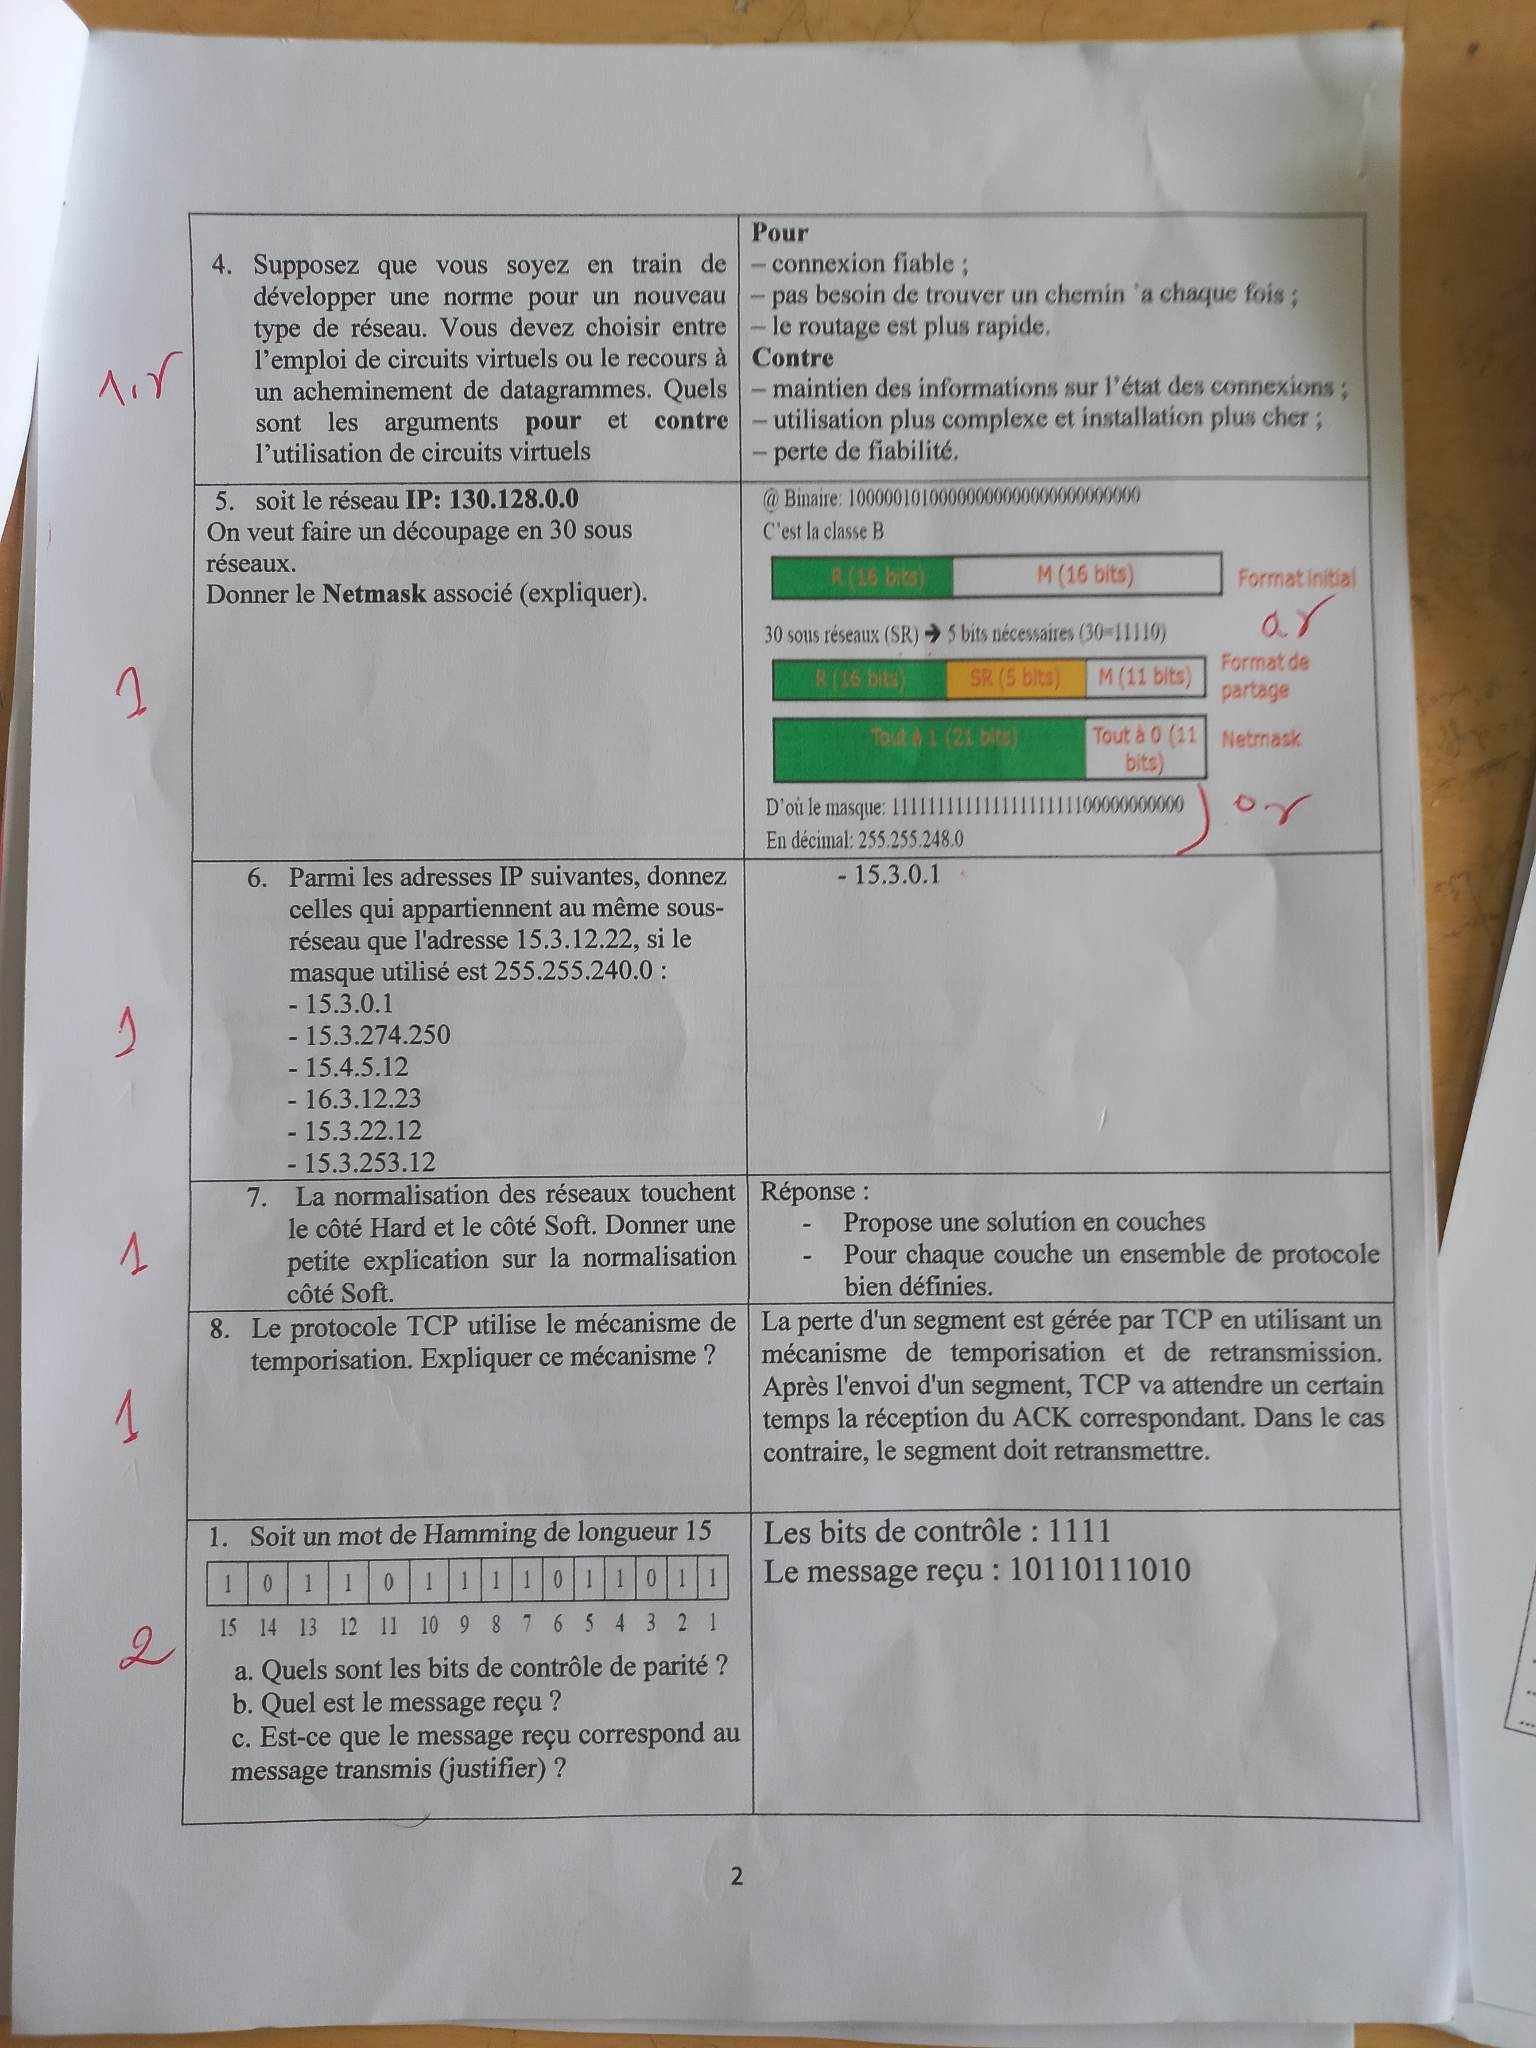 Pour
4. Supposez que vous soyez en train de
développer une norme pour un nouveau
type de réseau. Vous devez choisir entre
l'emploi de circuits virtuels ou le recours à
un acheminement de datagrammes. Quels
sont les arguments pour et contre
l'utilisation de circuits virtuels
– connexion fiable ;
– pas besoin de trouver un chemin `a chaque fois ;
– le routage est plus rapide.
Contre
– maintien des informations sur l'état des connexions ;
– utilisation plus complexe et installation plus cher ;
– perte de fiabilité.
1,5
5. soit le réseau IP: 130.128.0.0
On veut faire un découpage en 30 sous
réseaux.
Donner le Netmask associé (expliquer).
1
C'est la classe B
R (16 bits) M (16 bits) Format initial
30 sous réseaux (SR) ➔ 5 bits nécessaires (30=11110)
R (16 bits) SR (5 bits) M (11 bits) Format de
partage
Tout à 1 (21 bits) Tout à 0 (11
bits) Netmask
D'où le masque: 11111111111111111111100000000000
En décimal: 255.255.248.0
6. Parmi les adresses IP suivantes, donnez
celles qui appartiennent au même sous-
réseau que l'adresse 15.3.12.22, si le
masque utilisé est 255.255.240.0 :
- 15.3.0.1
- 15.3.274.250
- 15.4.5.12
- 16.3.12.23
- 15.3.22.12
- 15.3.253.12
1
- 15.3.0.1
7. La normalisation des réseaux touchent
le côté Hard et le côté Soft. Donner une
petite explication sur la normalisation
côté Soft.
1
Réponse :
- Propose une solution en couches
- Pour chaque couche un ensemble de protocole
bien définies.
8. Le protocole TCP utilise le mécanisme de
temporisation. Expliquer ce mécanisme ?
1
La perte d'un segment est gérée par TCP en utilisant un
mécanisme de temporisation et de retransmission.
Après l'envoi d'un segment, TCP va attendre un certain
temps la réception du ACK correspondant. Dans le cas
contraire, le segment doit retransmettre.
1. Soit un mot de Hamming de longueur 15
1 0 1 1 0 1 1 1 1 0 1 1 0 1 1
15 14 13 12 11 10 9 8 7 6 5 4 3 2 1
a. Quels sont les bits de contrôle de parité ?
b. Quel est le message reçu ?
c. Est-ce que le message reçu correspond au
message transmis (justifier) ?
2
Les bits de contrôle : 1111
Le message reçu : 10110111010
2